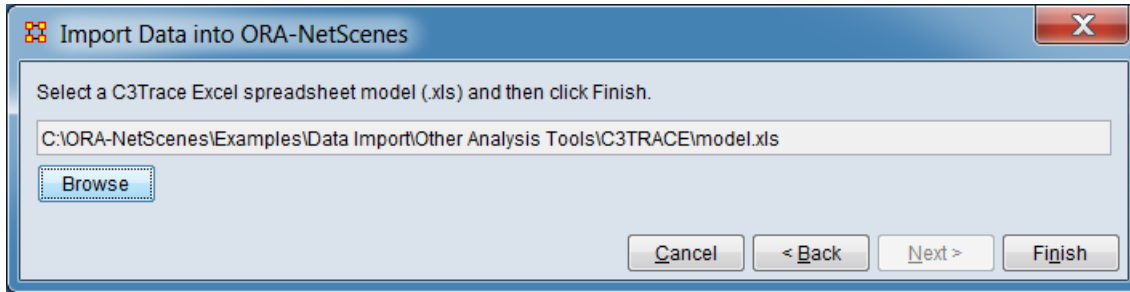 Import Data into ORA-NetScenes
X
Select a C3Trace Excel spreadsheet model (.xls) and then click Finish.
C:\ORA-NetScenes\Examples\Data Import\Other Analysis Tools\C3TRACE\model.xls
Browse
Cancel < Back Next > Finish